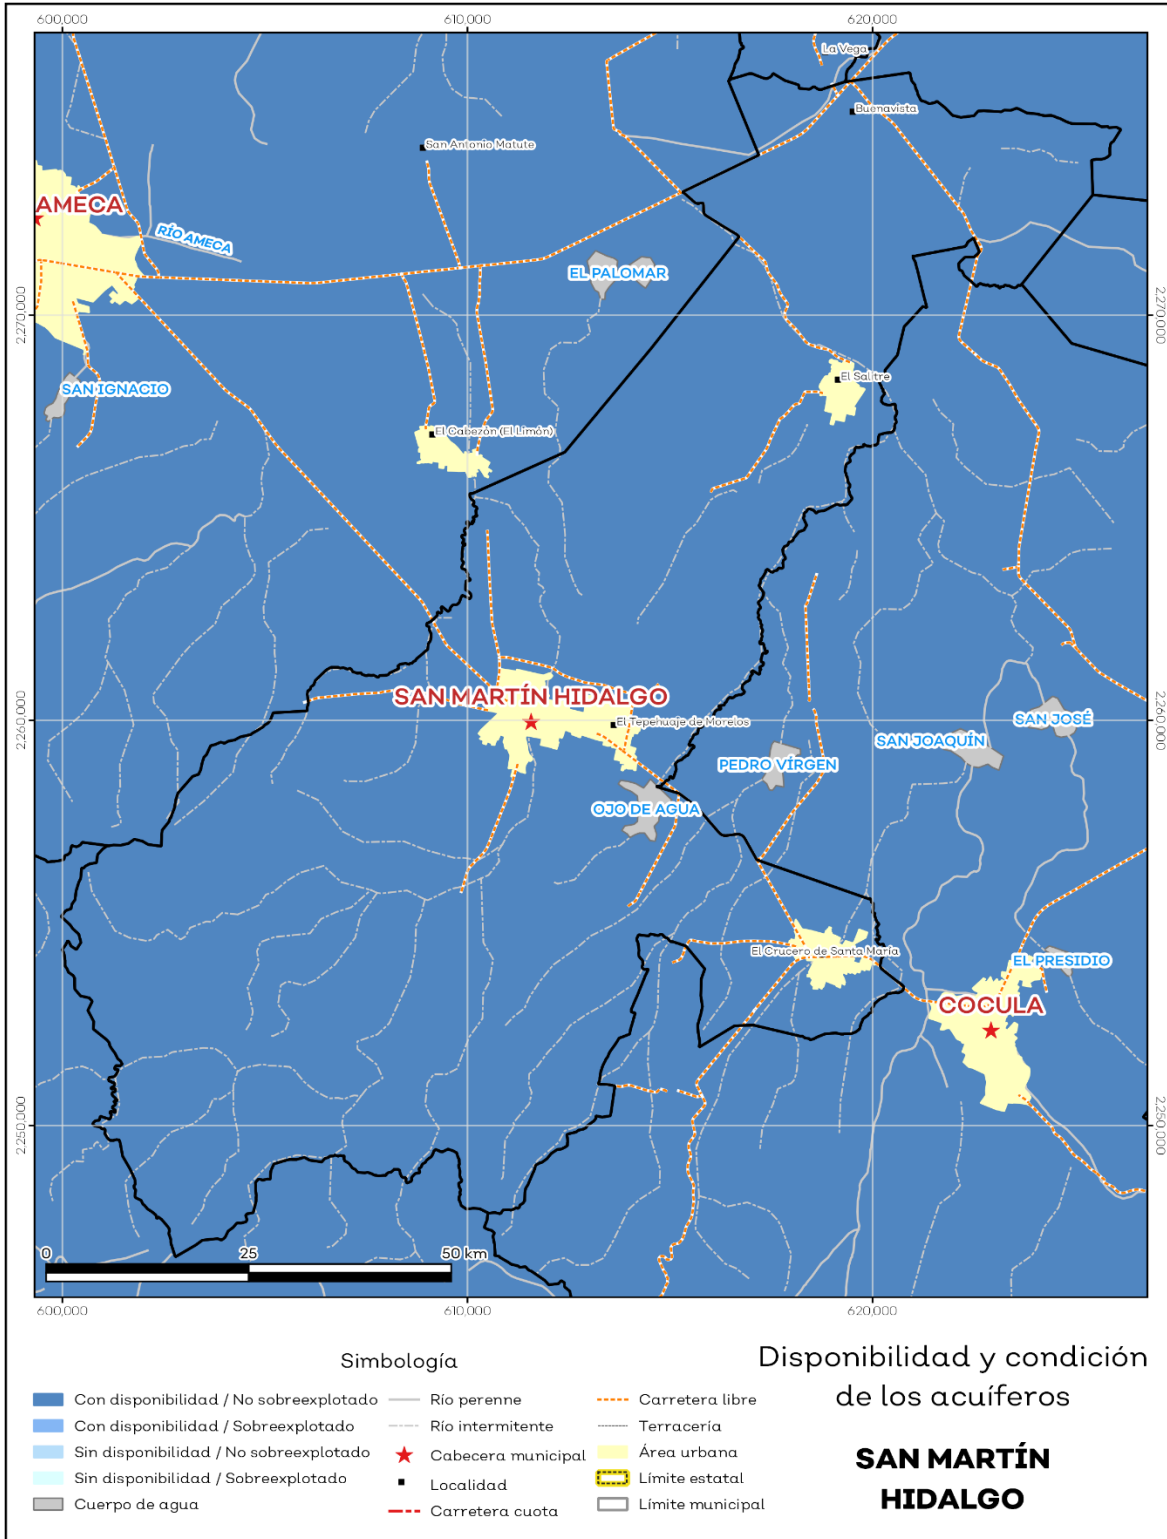 600,000
610,000
620,000
La Vega
Buenavista
San Antonio Matute
AMECA
RÍO AMECA
EL PALOMAR
2,270,000
2,270,000
SAN IGNACIO
El Salitre
El Cabezón (El Limón)
SAN MARTÍN HIDALGO
El Tepehuaje de Morelos
SAN JOSÉ
2,260,000
2,260,000
SAN JOAQUÍN
PEDRO VÍRGEN
OJO DE AGUA
El Crucero de Santa María
EL PRESIDIO
COCULA
2,250,000
2,250,000
0 25 50 km
600,000
610,000
620,000
Simbología
Con disponibilidad / No sobreexplotado
Con disponibilidad / Sobreexplotado
Sin disponibilidad / No sobreexplotado
Sin disponibilidad / Sobreexplotado
Cuerpo de agua
Río perenne
Río intermitente
Cabecera municipal
Localidad
Carretera cuota
Carretera libre
Terracería
Área urbana
Límite estatal
Límite municipal
Disponibilidad y condición
de los acuíferos
SAN MARTÍN
HIDALGO